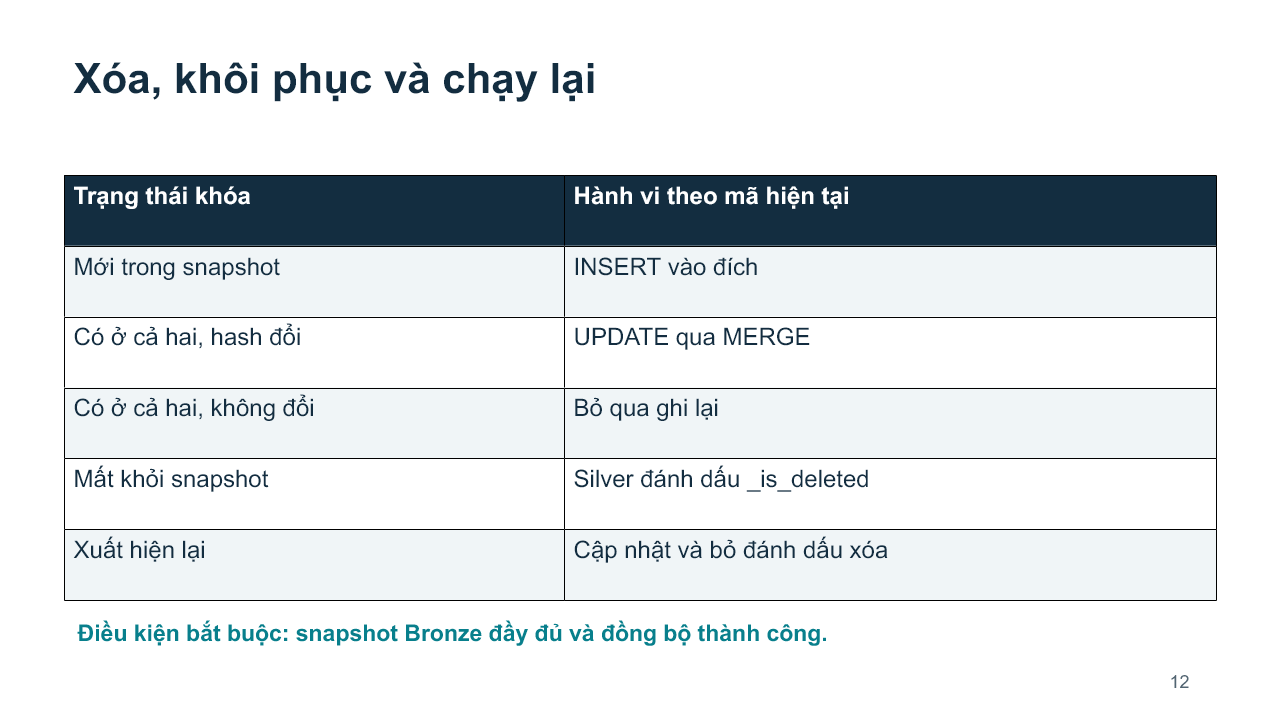 Xóa, khôi phục và chạy lại
Trạng thái khóa
Hành vi theo mã hiện tại
Mới trong snapshot
INSERT vào đích
Có ở cả hai, hash đổi
UPDATE qua MERGE
Có ở cả hai, không đổi
Bỏ qua ghi lại
Mất khỏi snapshot
Silver đánh dấu _is_deleted
Xuất hiện lại
Cập nhật và bỏ đánh dấu xóa
Điều kiện bắt buộc: snapshot Bronze đầy đủ và đồng bộ thành công.
12